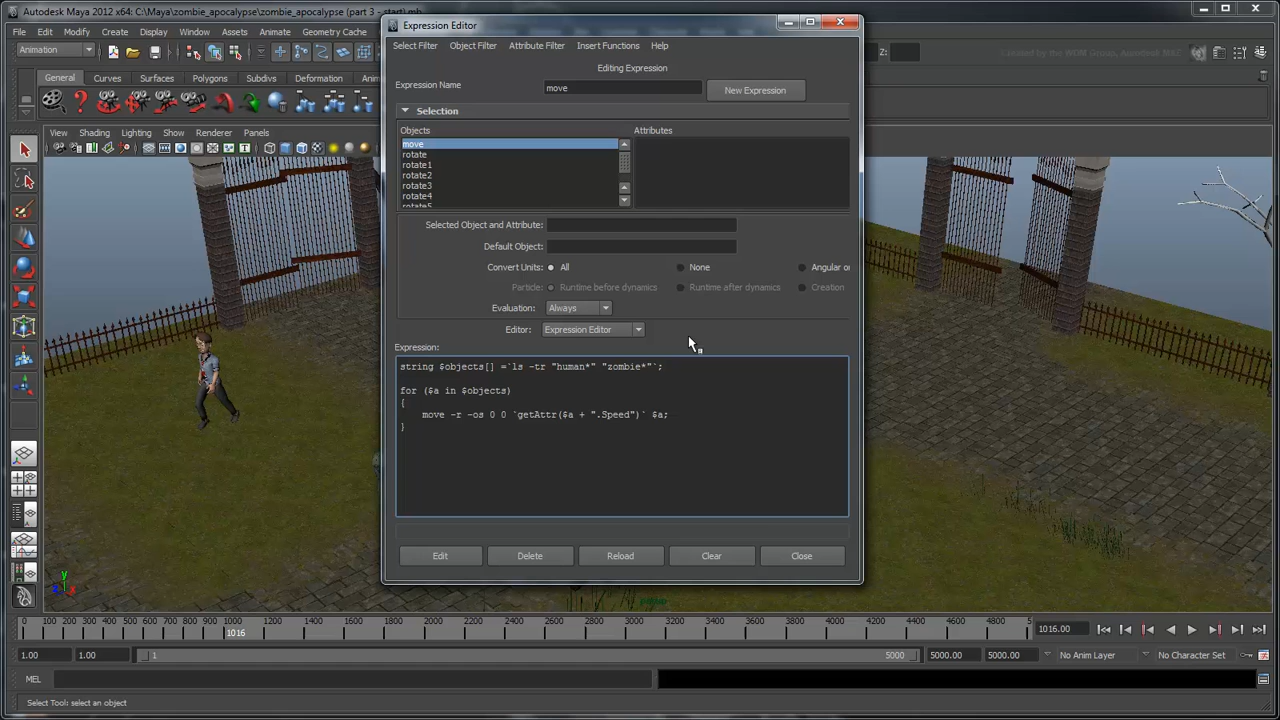 Autodesk Maya 2012 x64: C:\Maya\zombie_apocalypse\zombie_apocalypse (part 3 - start).mb
Expression Editor
File Edit Modify Create Display Window Assets Animate Geometry Cache
Select Filter Object Filter Attribute Filter Insert Functions Help
Animation
Z:
Editing Expression
General Curves Surfaces Polygons Subdivs Deformation
Expression Name move New Expression
Selection
View Shading Lighting Show Renderer Panels
Objects Attributes
move
rotate
rotate1
rotate2
rotate3
rotate4
rotate5
Selected Object and Attribute:
Default Object:
Convert Units: All None Angular
Particle: Runtime before dynamics Runtime after dynamics Creation
Evaluation: Always
Editor: Expression Editor
Expression:
string $objects[] =`ls -tr "human*" "zombie*"`;
for ($a in $objects)
{
move -r -os 0 0 `getAttr($a + ".Speed")` $a;
}
Edit Delete Reload Clear Close
y
z x
persp
0 100 200 300 400 500 600 700 800 900 1016 1200 1300 1400 1500 1600 1700 1800 1900 2000 2100 2200 2300 2400 2500 2600 2700 2800 2900 3000 3100 3200 3300 3400 3500 3600 3700 3800 3900 4000 4100 4200 4300 4400 4500 4600 4700 4800 4900 5
1016.00
1.00 1.00 1 5000 5000.00 5000.00 No Anim Layer No Character Set
MEL
Select Tool: select an object